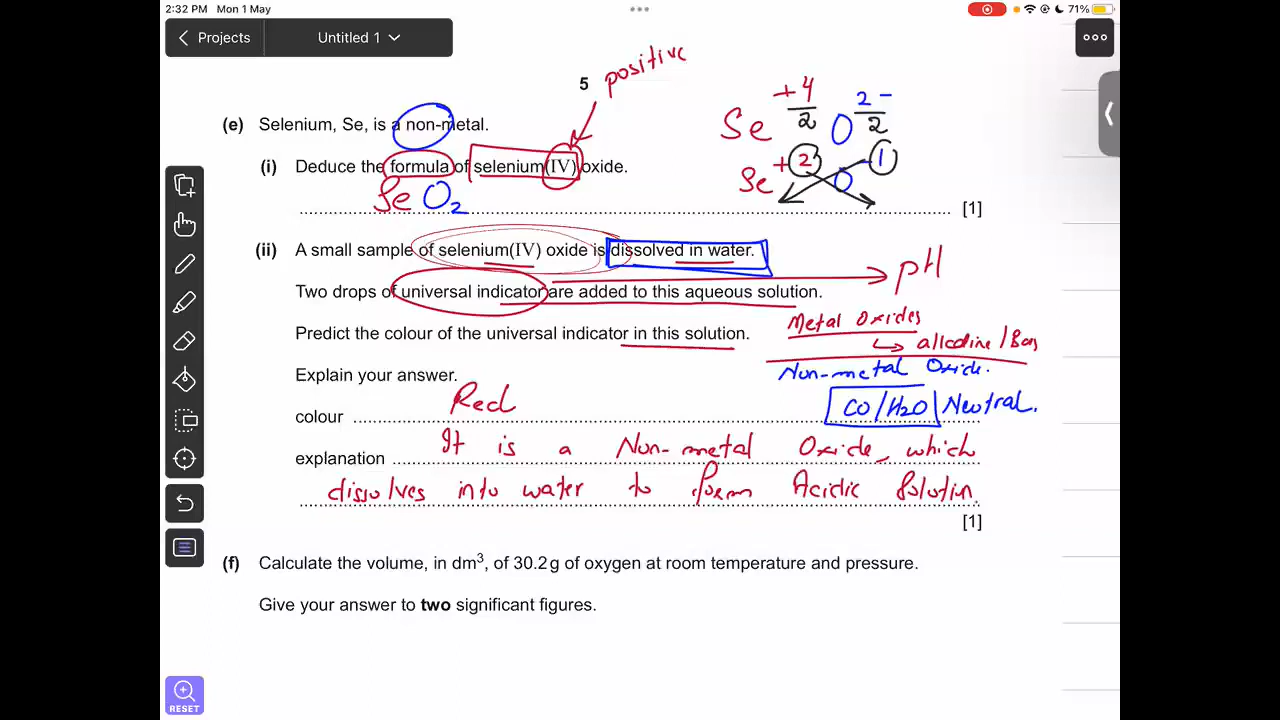 2:32 PM Mon 1 May
71%
Projects
Untitled 1
5
positive
(e) Selenium, Se, is a non-metal.
Se +4/2 O 2-/2
(i) Deduce the formula of selenium(IV) oxide.
Se +2 O -1
Se O2
[1]
(ii) A small sample of selenium(IV) oxide is dissolved in water.
pH
Two drops of universal indicator are added to this aqueous solution.
Metal Oxides
Predict the colour of the universal indicator in this solution.
alkaline/Bas
Non-metal Oxide.
Explain your answer.
Red
CO/H2O Neutral.
colour
It is a Non-metal Oxide, which
explanation
dissolves into water to form Acidic Solution.
[1]
(f) Calculate the volume, in dm³, of 30.2 g of oxygen at room temperature and pressure.
Give your answer to two significant figures.
RESET